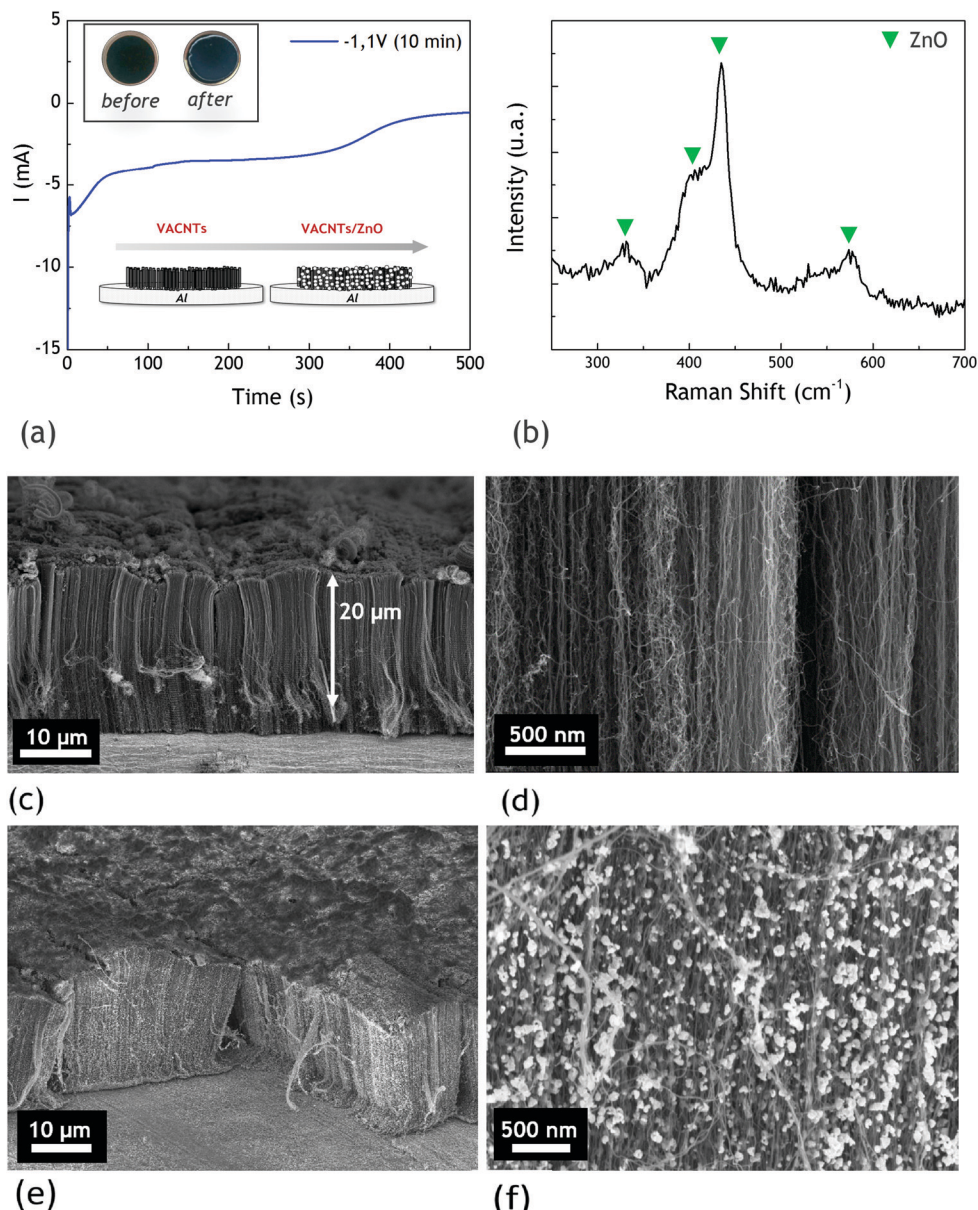 -1,1V (10 min)
before
after
5
0
-5
-10
-15
I (mA)
VACNTs
VACNTs/ZnO
Al
Al
0
100
200
300
400
500
Time (s)
(a)
ZnO
Intensity (u.a.)
300
400
500
600
700
Raman Shift (cm-1)
(b)
20 µm
10 µm
(c)
500 nm
(d)
10 µm
(e)
500 nm
(f)